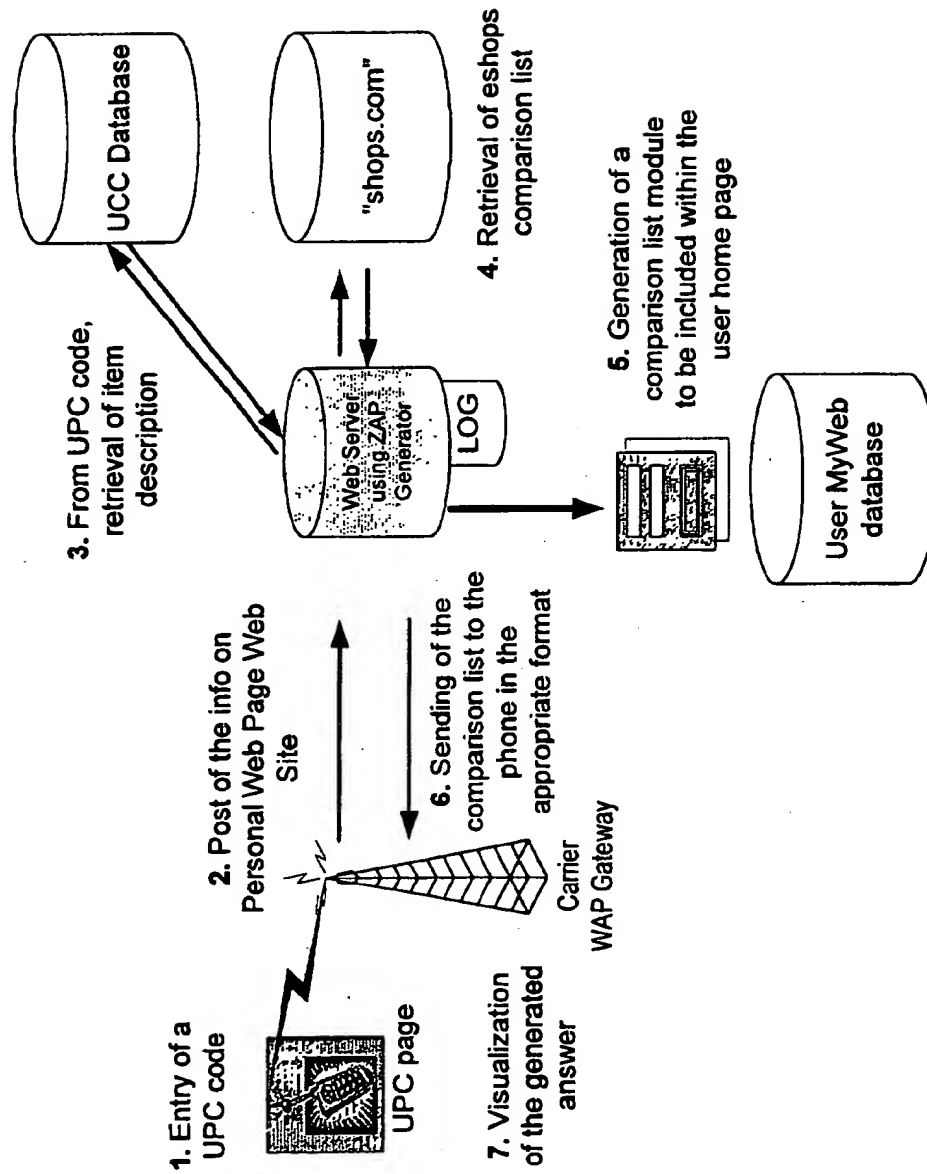 1. Entry of a
UPC code
UPC page
7. Visualization
of the generated
answer
2. Post of the info on
Personal Web Page Web
Site
Carrier
WAP Gateway
6. Sending of the
comparison list to the
phone in the
appropriate format
3. From UPC code,
retrieval of item
description
Web Server
using ZAP
Generator
LOG
UCC Database
"shops.com"
4. Retrieval of eshops
comparison list
5. Generation of a
comparison list module
to be included within the
user home page
User MyWeb
database